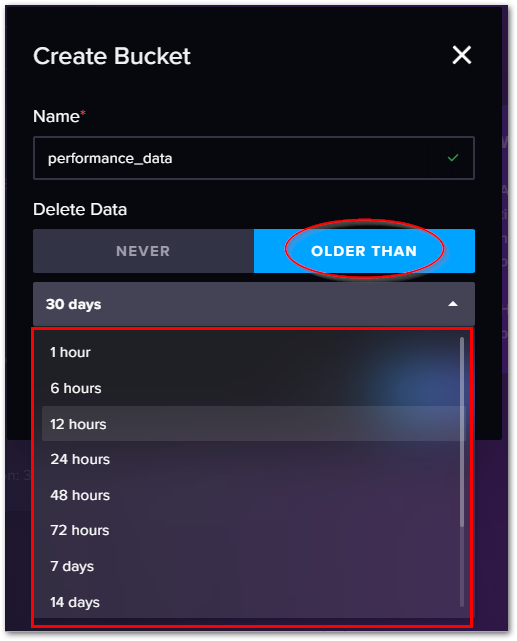 Create Bucket
Name*
performance_data
Delete Data
NEVER
OLDER THAN
30 days
1 hour
6 hours
12 hours
24 hours
48 hours
72 hours
7 days
14 days